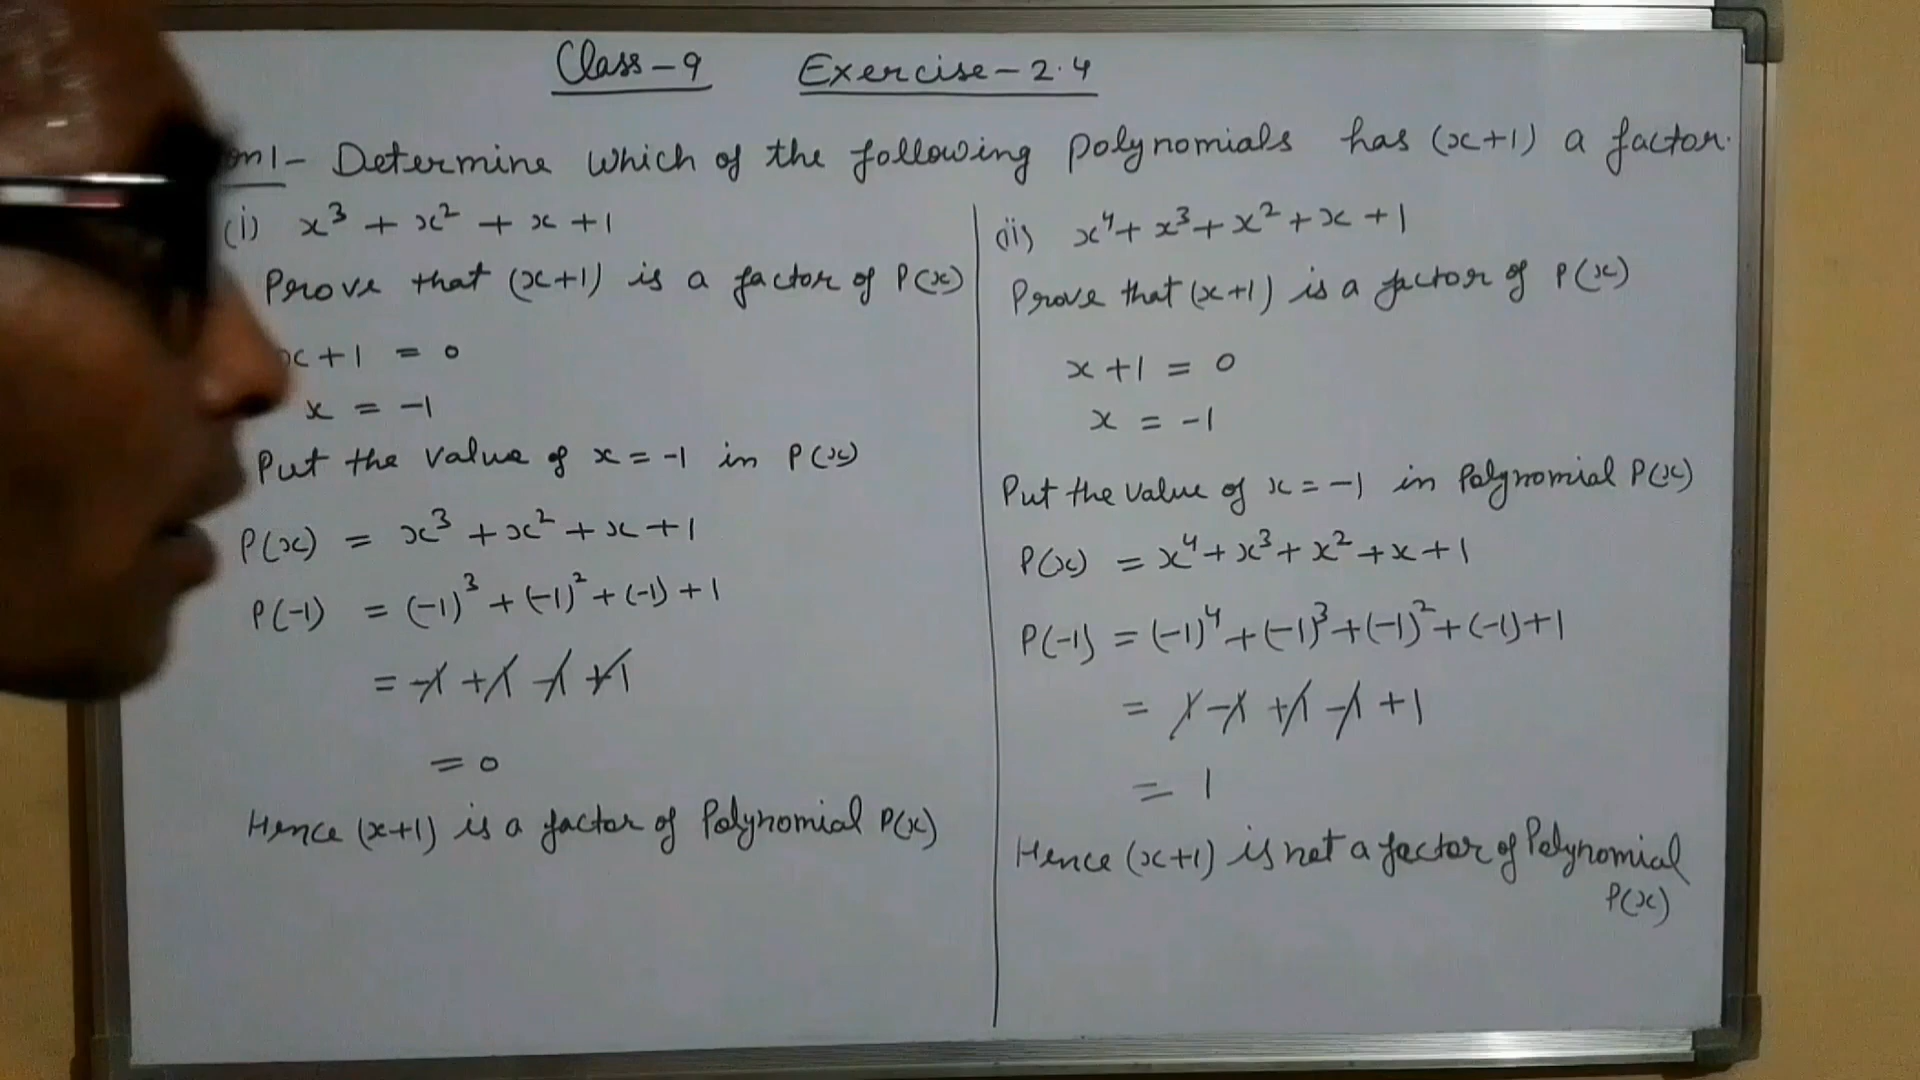 Class-9 Exercise-2.4
on1- Determine which of the following polynomials has (x+1) a factor.
(i) x³ + x² + x + 1
Prove that (x+1) is a factor of P(x)
x+1 = 0
x = -1
Put the value of x = -1 in P(x)
P(x) = x³ + x² + x + 1
P(-1) = (-1)³ + (-1)² + (-1) + 1
= -1 + 1 - 1 + 1
= 0
Hence (x+1) is a factor of Polynomial P(x)
(ii) x⁴ + x³ + x² + x + 1
Prove that (x+1) is a factor of P(x)
x+1 = 0
x = -1
Put the value of x = -1 in Polynomial P(x)
P(x) = x⁴ + x³ + x² + x + 1
P(-1) = (-1)⁴ + (-1)³ + (-1)² + (-1) + 1
= 1 - 1 + 1 - 1 + 1
= 1
Hence (x+1) is not a factor of Polynomial
P(x)